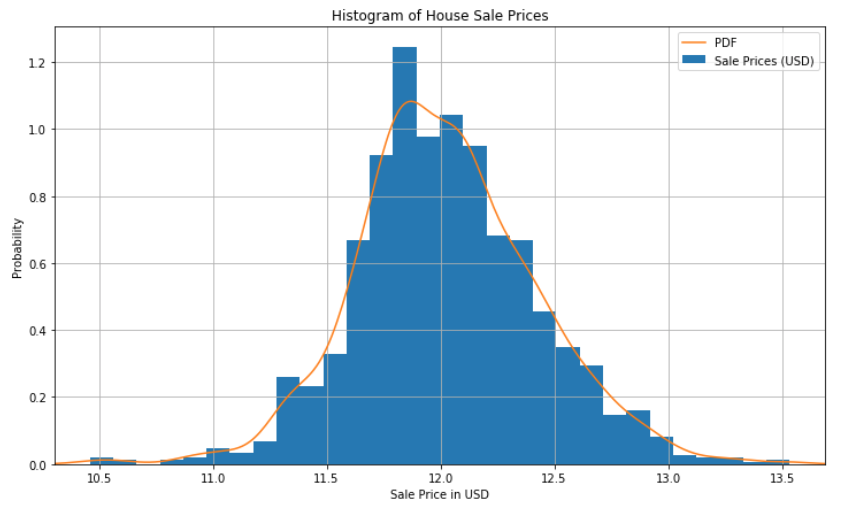 Histogram of House Sale Prices
PDF
Sale Prices (USD)
Probability
1.2
1.0
0.8
0.6
0.4
0.2
0.0
10.5 11.0 11.5 12.0 12.5 13.0 13.5
Sale Price in USD